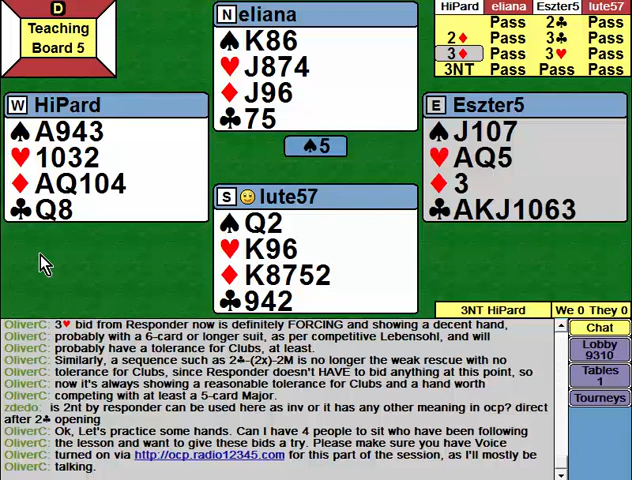 D
Teaching
Board 5
N eliana
♠ K86
♥ J874
♦ J96
♣ 75
HiPard eliana Eszter5 lute57
Pass 2♣ Pass
2♦ Pass 3♣ Pass
3♦ Pass 3♥ Pass
3NT Pass Pass Pass
W HiPard
♠ A943
♥ 1032
♦ AQ104
♣ Q8
♠5
E Eszter5
♠ J107
♥ AQ5
♦ 3
♣ AKJ1063
S lute57
♠ Q2
♥ K96
♦ K8752
♣ 942
3NT HiPard We 0 They 0
OliverC: 3♥ bid from Responder now is definitely FORCING and showing a decent hand,
OliverC: probably with a 6-card or longer suit, as per competitive Lebensohl, and will
OliverC: probably have a tolerance for Clubs, at least.
OliverC: Similarly, a sequence such as 2♣-(2x)-2M is no longer the weak rescue with no
OliverC: tolerance for Clubs, since Responder doesn't HAVE to bid anything at this point, so
OliverC: now it's always showing a reasonable tolerance for Clubs and a hand worth
OliverC: competing with at least a 5-card Major.
zdedo: is 2nt by responder can be used here as inv or it has any other meaning in ocp? direct
after 2♣ opening
OliverC: Ok, Let's practice some hands. Can I have 4 people to sit who have been following
OliverC: the lesson and want to give these bids a try. Please make sure you have Voice
OliverC: turned on via http://ocp.radio12345.com for this part of the session, as I'll mostly be
OliverC: talking.
Chat
Lobby
9310
Tables
1
Tourneys